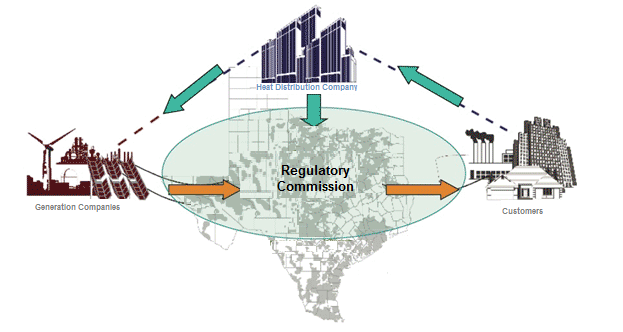 Heat Distribution Company
Regulatory
Commission
Generation Companies
Customers